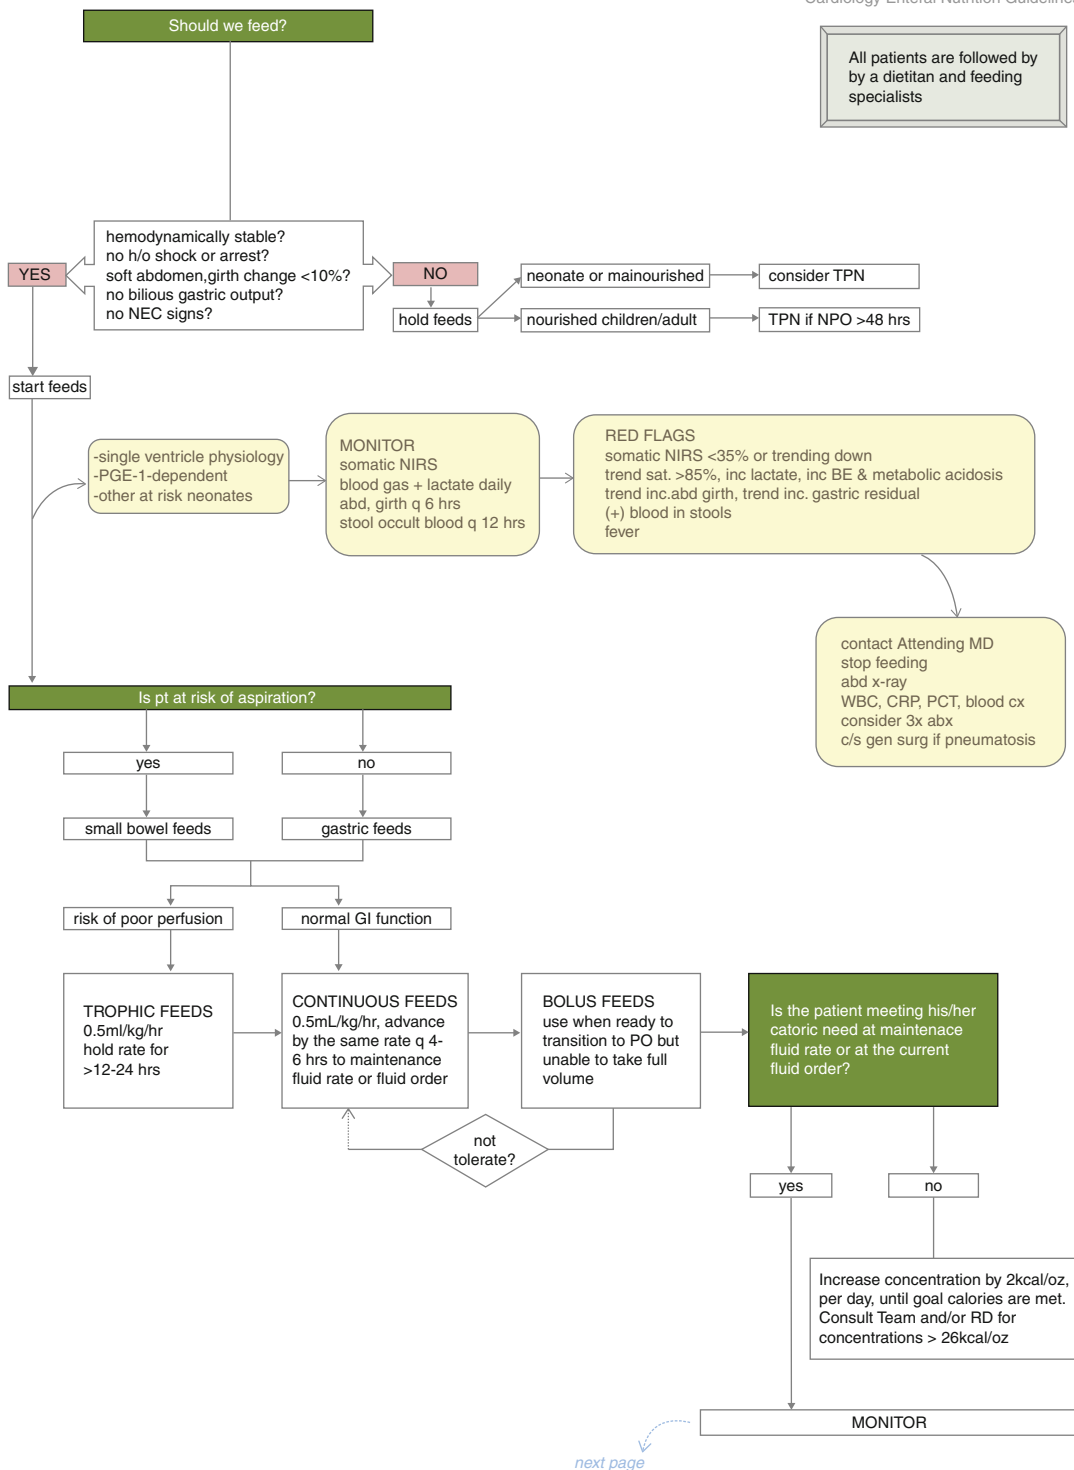 Cardiology Enteral Nutrition Guidelines
Should we feed?
All patients are followed by
by a dietitan and feeding
specialists
hemodynamically stable?
no h/o shock or arrest?
soft abdomen,girth change <10%?
no bilious gastric output?
no NEC signs?
YES
NO
hold feeds
neonate or mainourished
consider TPN
nourished children/adult
TPN if NPO >48 hrs
start feeds
-single ventricle physiology
-PGE-1-dependent
-other at risk neonates
MONITOR
somatic NIRS
blood gas + lactate daily
abd, girth q 6 hrs
stool occult blood q 12 hrs
RED FLAGS
somatic NIRS <35% or trending down
trend sat. >85%, inc lactate, inc BE & metabolic acidosis
trend inc.abd girth, trend inc. gastric residual
(+) blood in stools
fever
contact Attending MD
stop feeding
abd x-ray
WBC, CRP, PCT, blood cx
consider 3x abx
c/s gen surg if pneumatosis
Is pt at risk of aspiration?
yes
no
small bowel feeds
gastric feeds
risk of poor perfusion
normal GI function
TROPHIC FEEDS
0.5ml/kg/hr
hold rate for
>12-24 hrs
CONTINUOUS FEEDS
0.5mL/kg/hr, advance
by the same rate q 4-
6 hrs to maintenance
fluid rate or fluid order
BOLUS FEEDS
use when ready to
transition to PO but
unable to take full
volume
not
tolerate?
Is the patient meeting his/her
catoric need at maintenace
fluid rate or at the current
fluid order?
yes
no
Increase concentration by 2kcal/oz,
per day, until goal calories are met.
Consult Team and/or RD for
concentrations > 26kcal/oz
MONITOR
next page